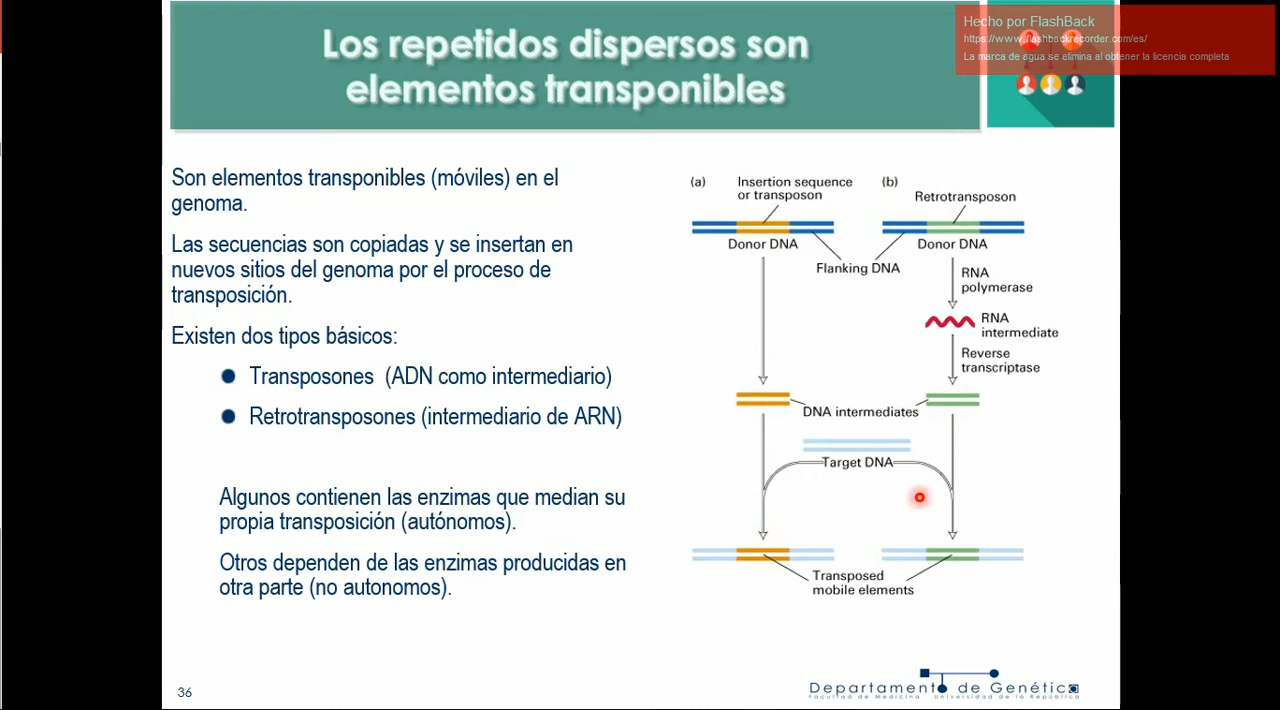 Los repetidos dispersos son
elementos transponibles
Hecho por FlashBack
https://www.flashbackrecorder.com/es/
La marca de agua se elimina al obtener la licencia completa
Son elementos transponibles (móviles) en el
genoma.
Las secuencias son copiadas y se insertan en
nuevos sitios del genoma por el proceso de
transposición.
Existen dos tipos básicos:
Transposones (ADN como intermediario)
Retrotransposones (intermediario de ARN)
Algunos contienen las enzimas que median su
propia transposición (autónomos).
Otros dependen de las enzimas producidas en
otra parte (no autonomos).
(a)
Insertion sequence
or transposon
(b)
Retrotransposon
Donor DNA
Donor DNA
Flanking DNA
RNA
polymerase
RNA
intermediate
Reverse
transcriptase
DNA intermediates
Target DNA
Transposed
mobile elements
36
Departamento de Genética
Facultad de Medicina Universidad de la República